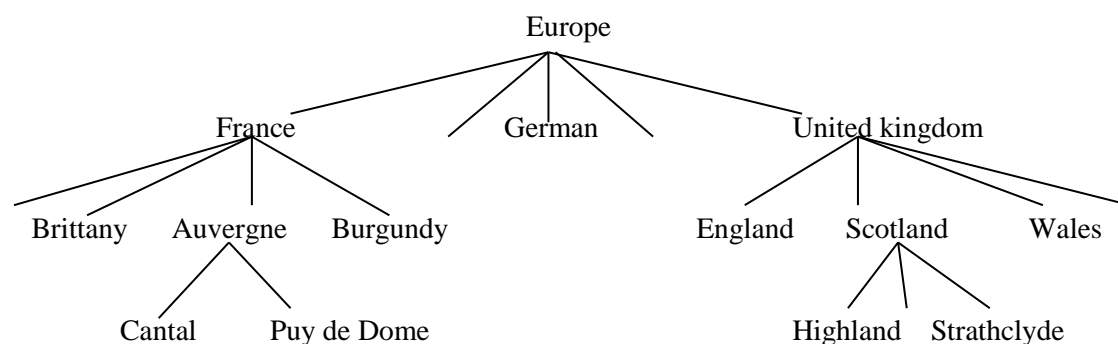 Europe
France German United kingdom
Brittany Auvergne Burgundy England Scotland Wales
Cantal Puy de Dome Highland Strathclyde